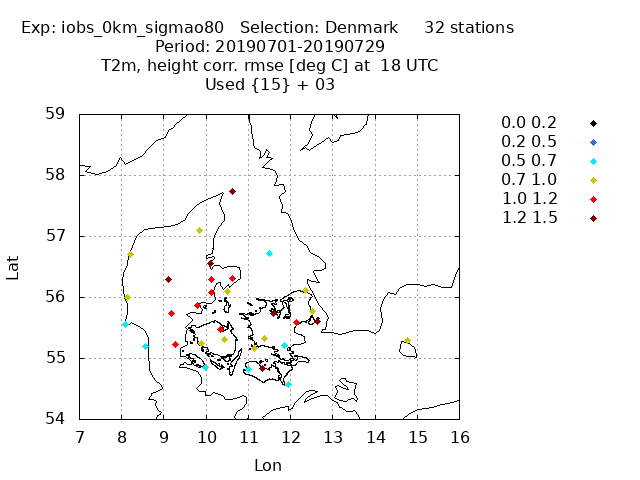 Exp: iobs_0km_sigmao80 Selection: Denmark 32 stations
Period: 20190701-20190729
T2m, height corr. rmse [deg C] at 18 UTC
Used {15} + 03
59
58
57
56
55
54
Lat
7 8 9 10 11 12 13 14 15 16
Lon
0.0 0.2
0.2 0.5
0.5 0.7
0.7 1.0
1.0 1.2
1.2 1.5